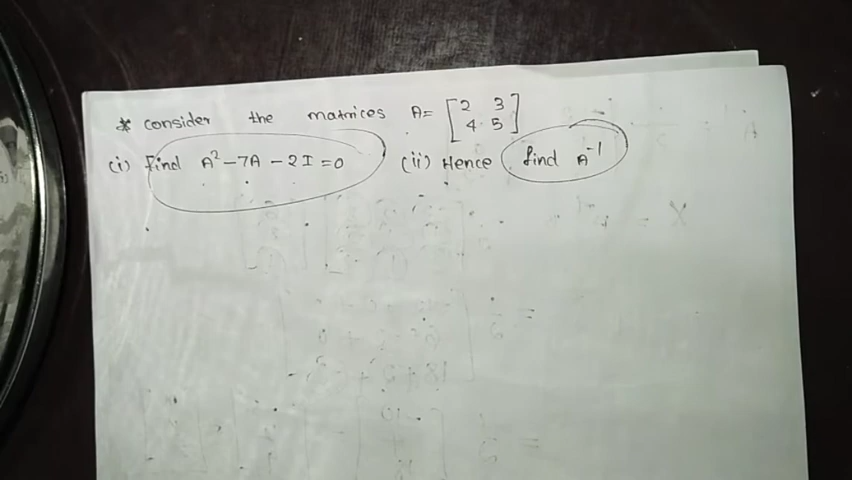 * consider the matrices A= [2 3
4 5]
(i) Find A² - 7A - 2I = 0 (ii) Hence find A⁻¹